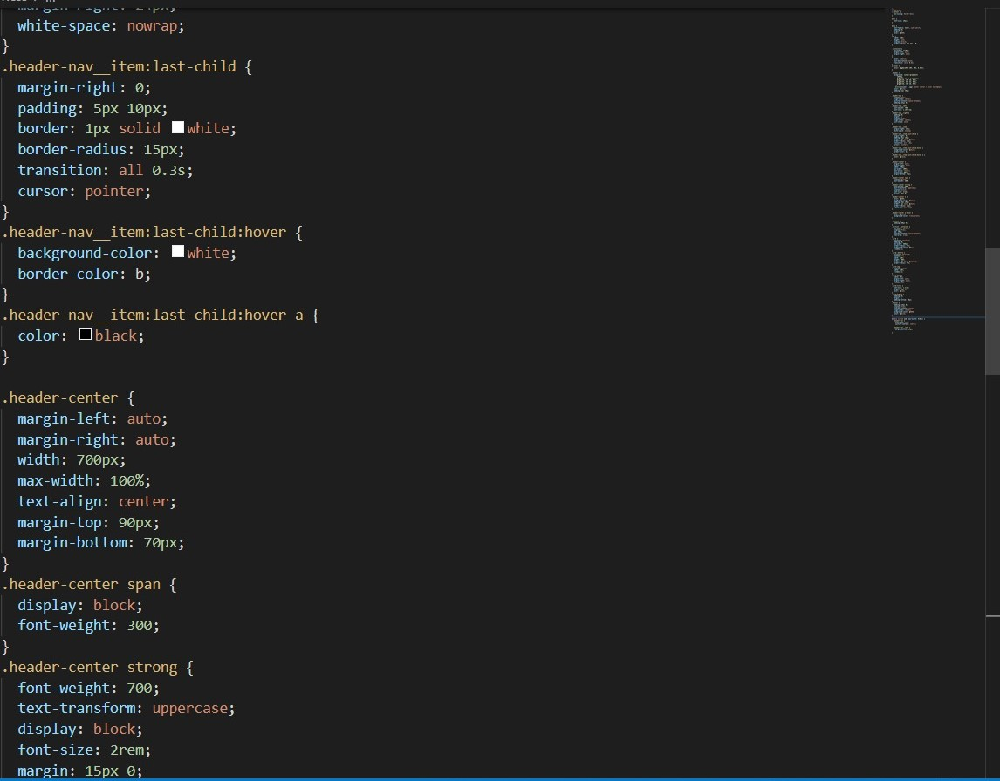 white-space: nowrap;
}
.header-nav__item:last-child {
margin-right: 0;
padding: 5px 10px;
border: 1px solid white;
border-radius: 15px;
transition: all 0.3s;
cursor: pointer;
}
.header-nav__item:last-child:hover {
background-color: white;
border-color: b;
}
.header-nav__item:last-child:hover a {
color: black;
}
.header-center {
margin-left: auto;
margin-right: auto;
width: 700px;
max-width: 100%;
text-align: center;
margin-top: 90px;
margin-bottom: 70px;
}
.header-center span {
display: block;
font-weight: 300;
}
.header-center strong {
font-weight: 700;
text-transform: uppercase;
display: block;
font-size: 2rem;
margin: 15px 0;